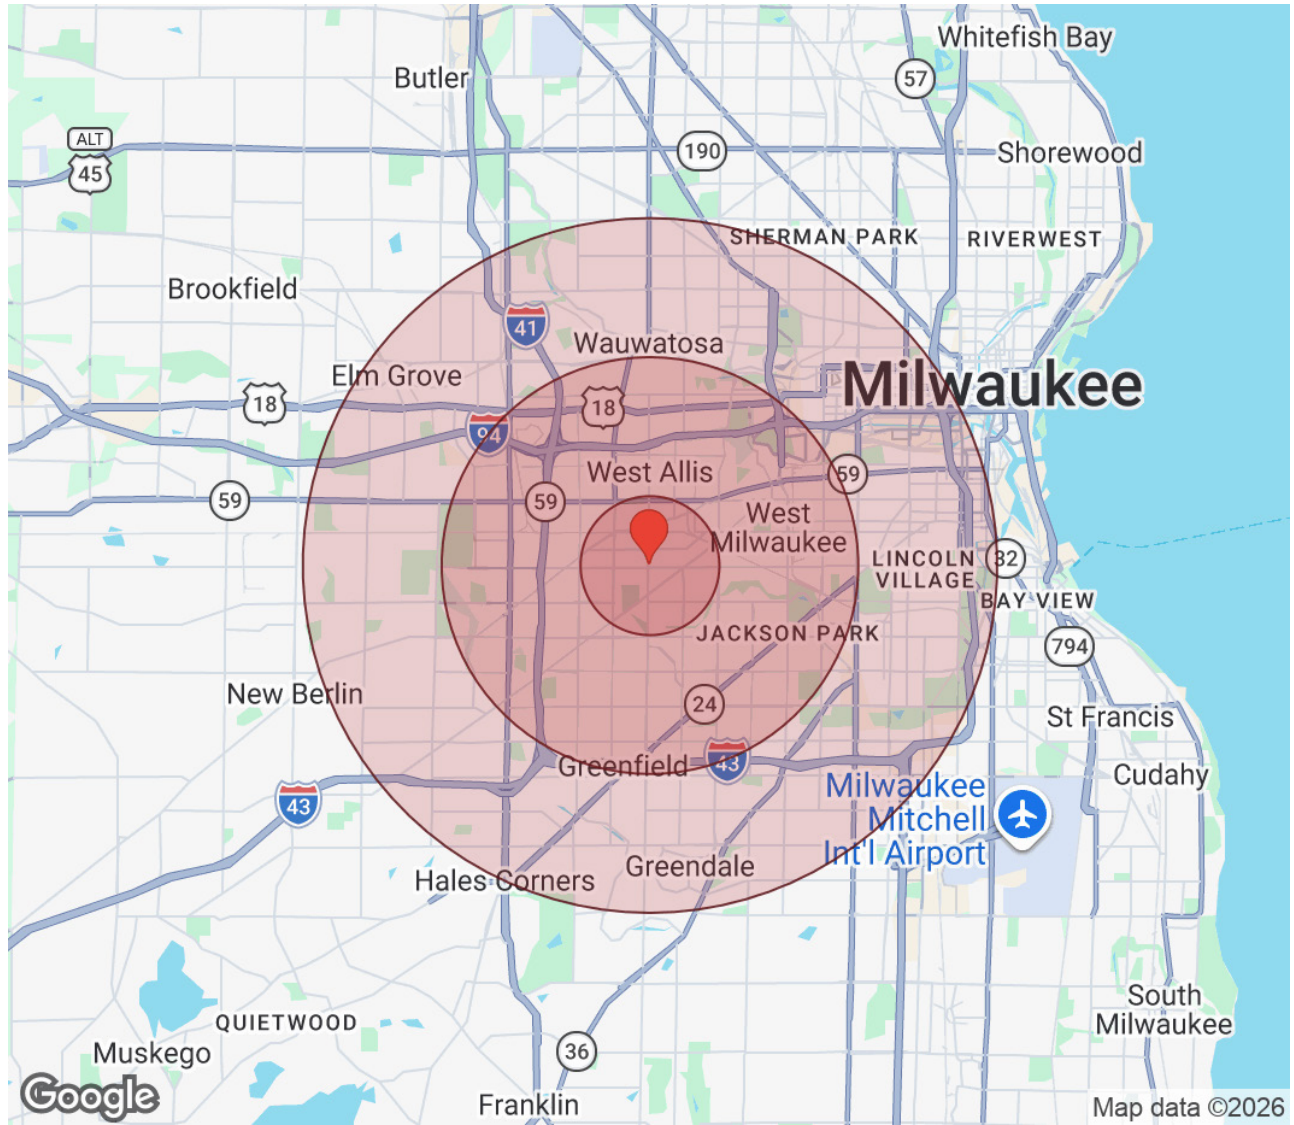 Whitefish Bay
Butler
57
ALT
45
190
Shorewood
SHERMAN PARK
RIVERWEST
Brookfield
41
Wauwatosa
Elm Grove
Milwaukee
18
18
94
West Allis
59
59
59
West
Milwaukee
LINCOLN
VILLAGE
32
BAY VIEW
JACKSON PARK
794
New Berlin
24
St Francis
Greenfield
43
Cudahy
43
Milwaukee
Mitchell
Int'l Airport
Greendale
Hales Corners
South
Milwaukee
QUIETWOOD
Muskego
36
Google
Franklin
Map data ©2026